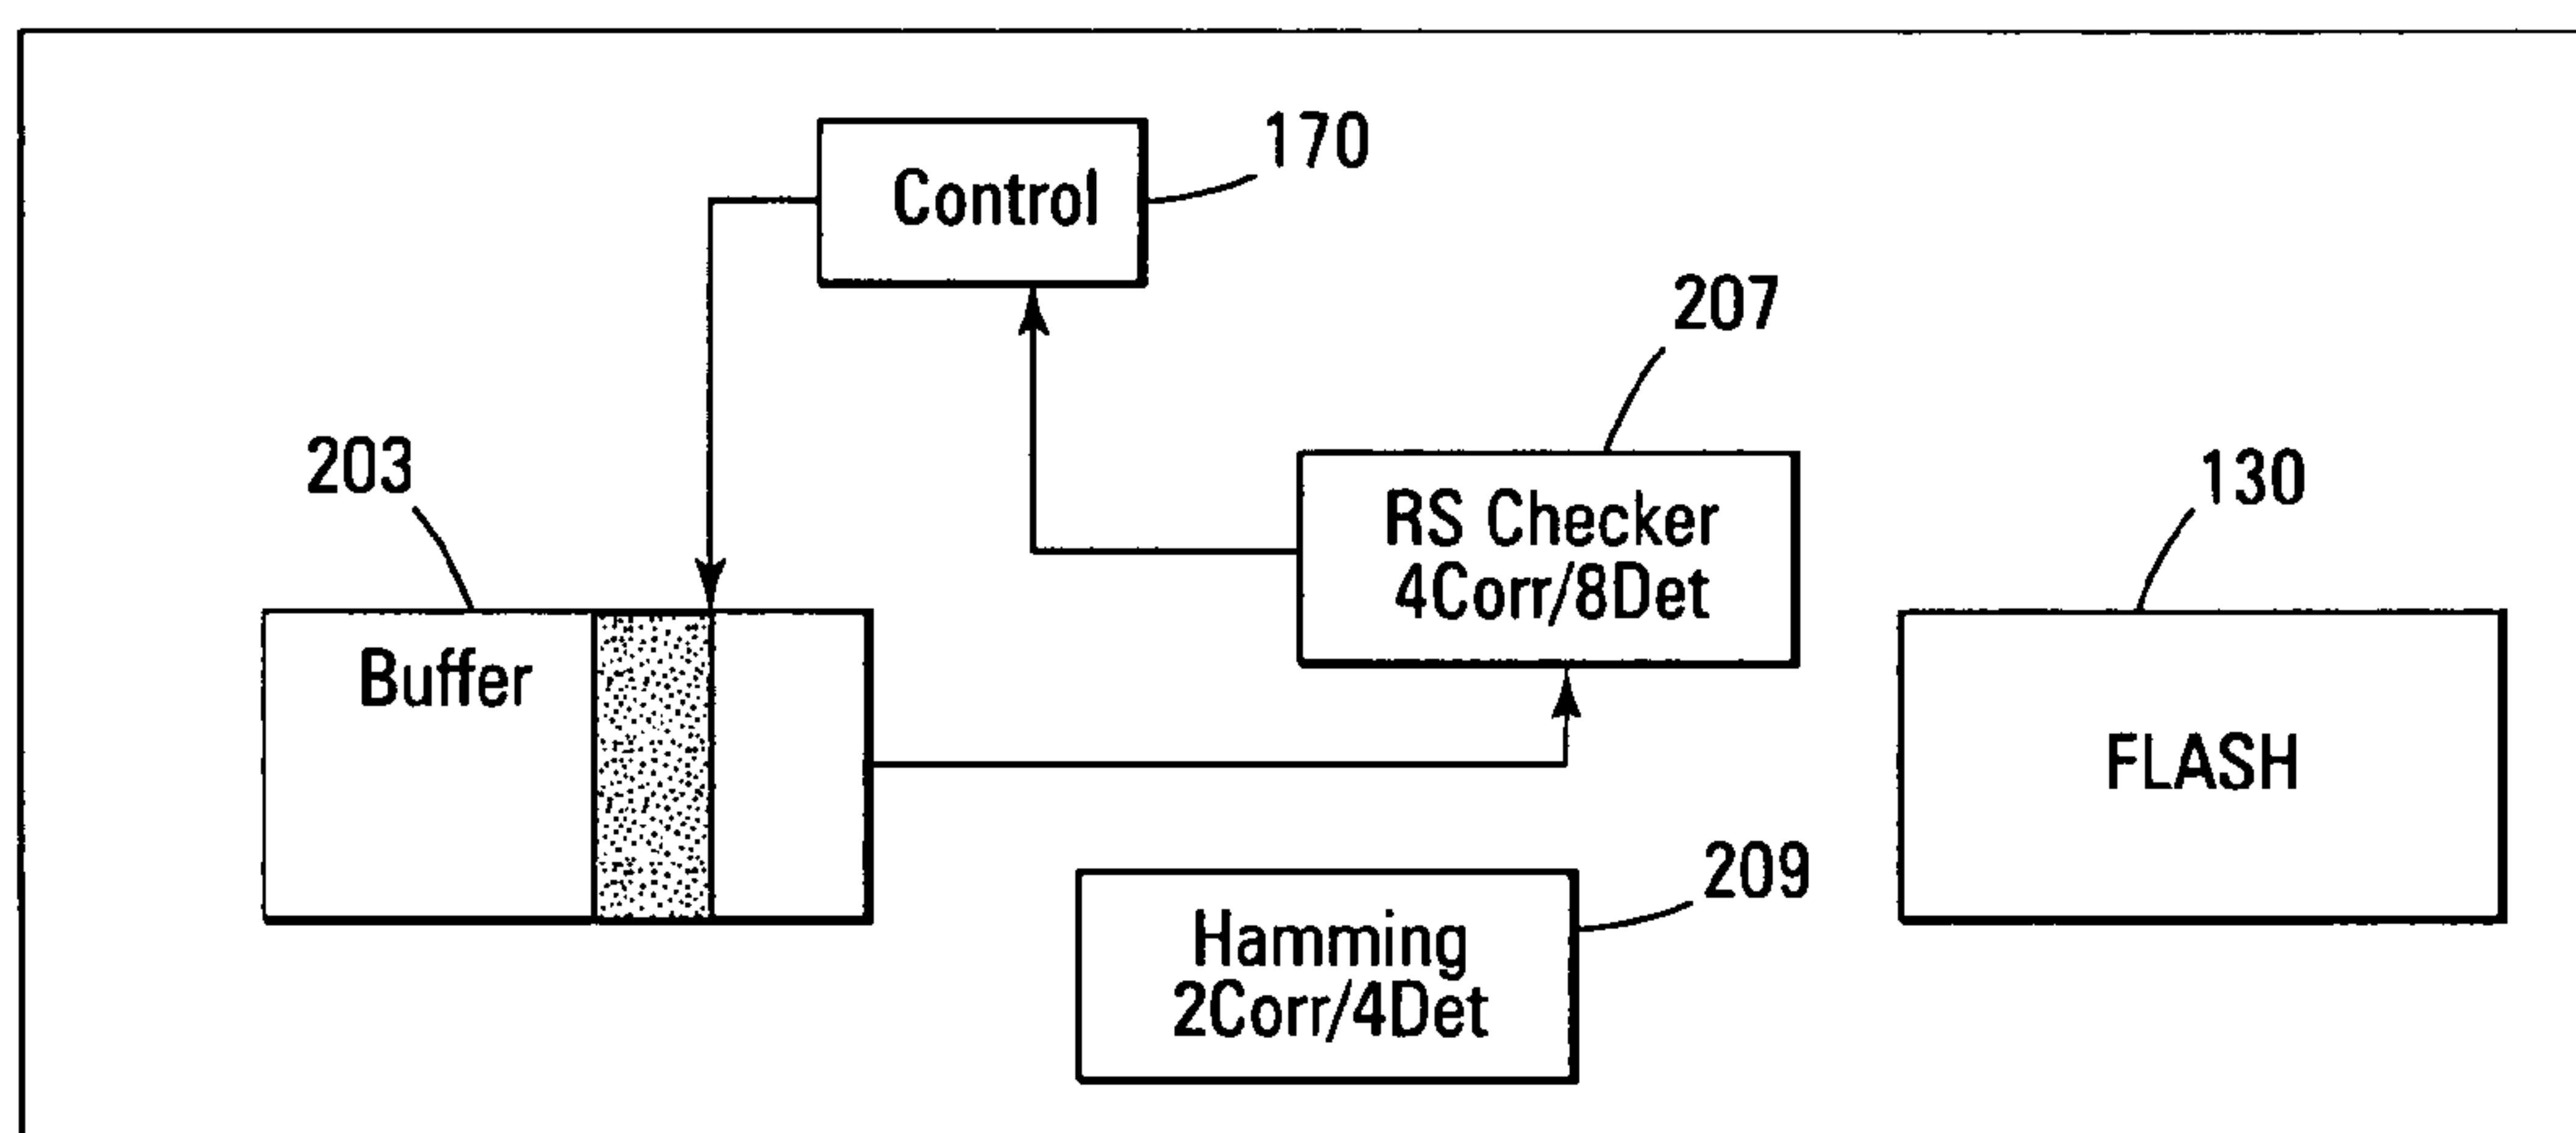 170
Control
207
203
RS Checker
4Corr/8Det
130
Buffer
FLASH
209
Hamming
2Corr/4Det